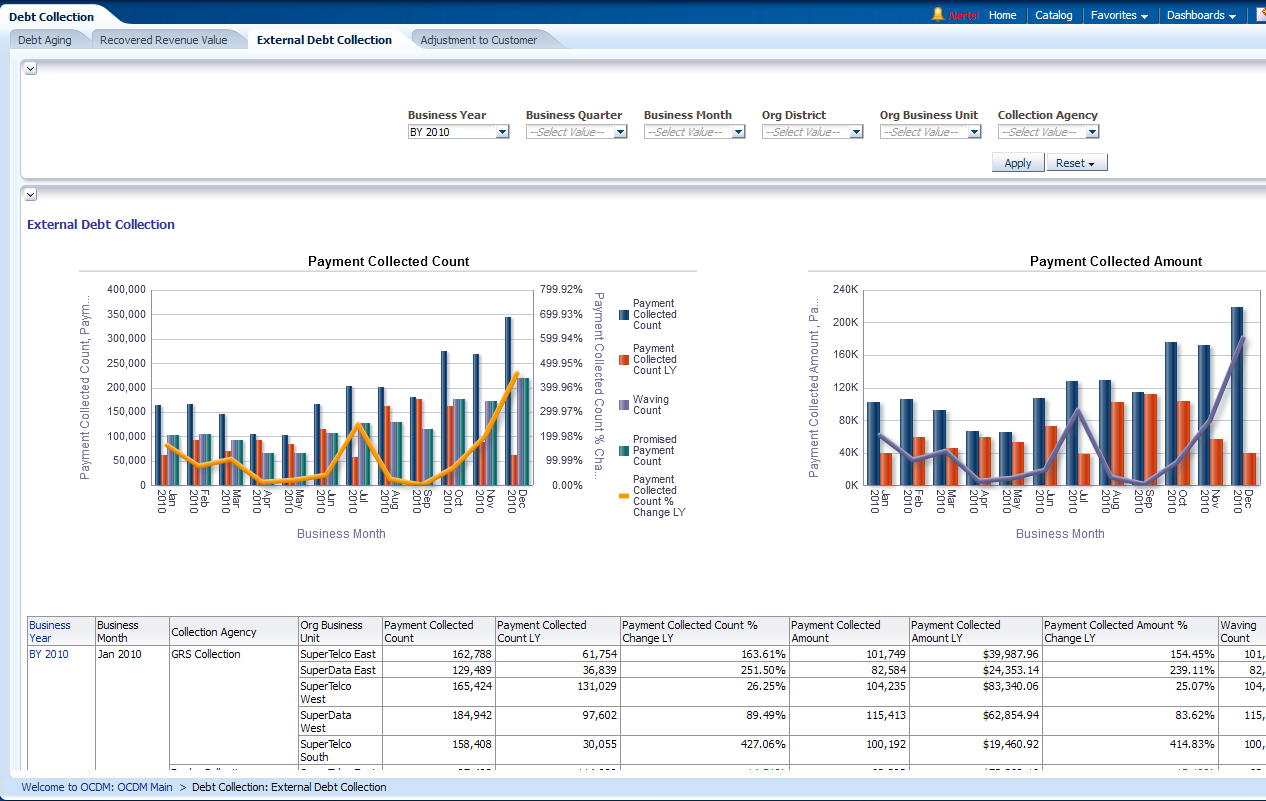 Debt Collection
Alerts!
Home
Catalog
Favorites
Dashboards
Debt Aging
Recovered Revenue Value
External Debt Collection
Adjustment to Customer
Business Year
Business Quarter
Business Month
Org District
Org Business Unit
Collection Agency
BY 2010
--Select Value--
--Select Value--
--Select Value--
--Select Value--
--Select Value--
Apply
Reset
External Debt Collection
Payment Collected Count
Payment Collected Count, Paym...
400,000
350,000
300,000
250,000
200,000
150,000
100,000
50,000
0
799.92%
699.93%
599.94%
499.95%
399.96%
299.97%
199.98%
99.99%
0.00%
Payment Collected Count % Cha...
Jan 2010
Feb 2010
Mar 2010
Apr 2010
May 2010
Jun 2010
Jul 2010
Aug 2010
Sep 2010
Oct 2010
Nov 2010
Dec 2010
Business Month
Payment
Collected
Count
Payment
Collected
Count LY
Waving
Count
Promised
Payment
Count
Payment
Collected
Count %
Change LY
Payment Collected Amount
Payment Collected Amount , Pa...
240K
200K
160K
120K
80K
40K
0K
Jan 2010
Feb 2010
Mar 2010
Apr 2010
May 2010
Jun 2010
Jul 2010
Aug 2010
Sep 2010
Oct 2010
Nov 2010
Dec 2010
Business Month
Business Year
Business Month
Collection Agency
Org Business Unit
Payment Collected Count
Payment Collected Count LY
Payment Collected Count % Change LY
Payment Collected Amount
Payment Collected Amount LY
Payment Collected Amount % Change LY
Waving Count
BY 2010 Jan 2010 GRS Collection SuperTelco East 162,788 61,754 163.61% 101,749 $39,987.96 154.45% 101,
SuperData East 129,489 36,839 251.50% 82,584 $24,353.14 239.11% 82,
SuperTelco West 165,424 131,029 26.25% 104,235 $83,340.06 25.07% 104,
SuperData West 184,942 97,602 89.49% 115,413 $62,854.94 83.62% 115,
SuperTelco South 158,408 30,055 427.06% 100,192 $19,460.92 414.83% 100,
Welcome to OCDM: OCDM Main > Debt Collection: External Debt Collection